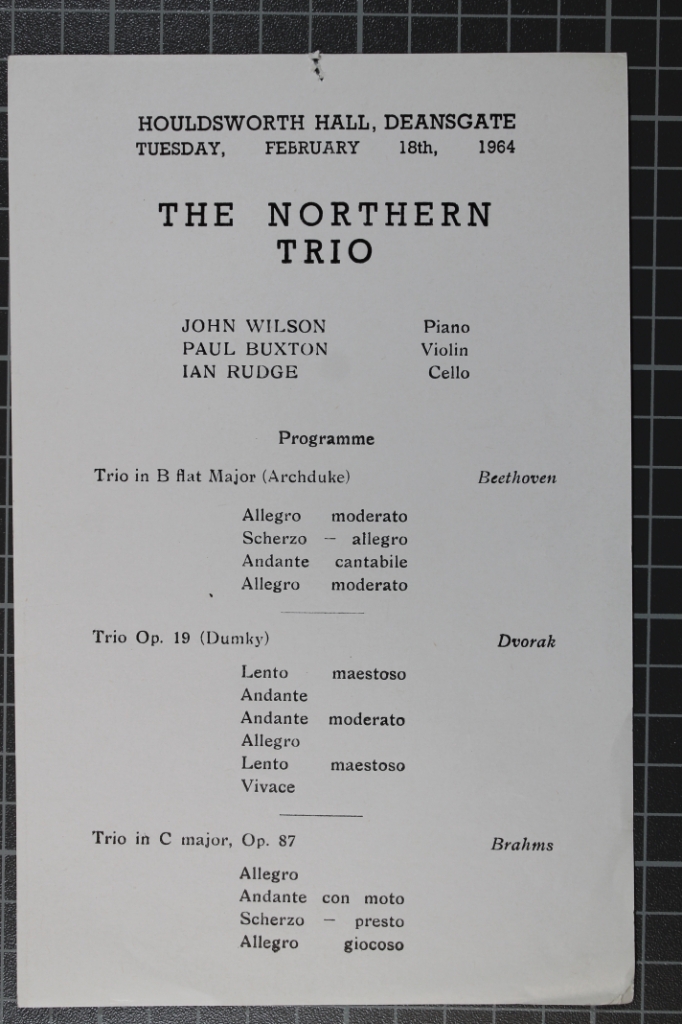 HOULDSWORTH HALL, DEANSGATE
TUESDAY, FEBRUARY 18th, 1964
THE NORTHERN
TRIO
JOHN WILSON Piano
PAUL BUXTON Violin
IAN RUDGE Cello
Programme
Trio in B flat Major (Archduke) Beethoven
Allegro moderato
Scherzo – allegro
Andante cantabile
Allegro moderato
Trio Op. 19 (Dumky) Dvorak
Lento maestoso
Andante
Andante moderato
Allegro
Lento maestoso
Vivace
Trio in C major, Op. 87 Brahms
Allegro
Andante con moto
Scherzo – presto
Allegro giocoso